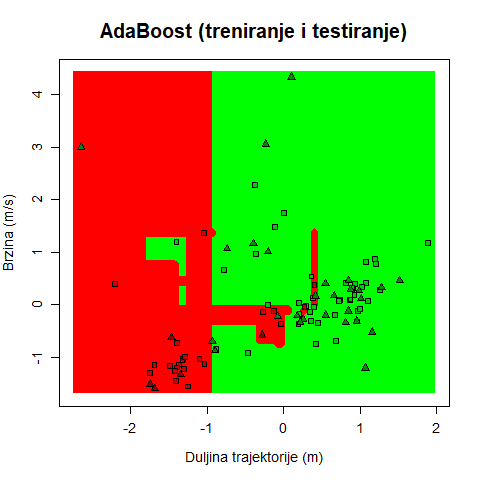 AdaBoost (treniranje i testiranje)
Brzina (m/s)
4
3
2
1
0
-1
-2 -1 0 1 2
Duljina trajektorije (m)